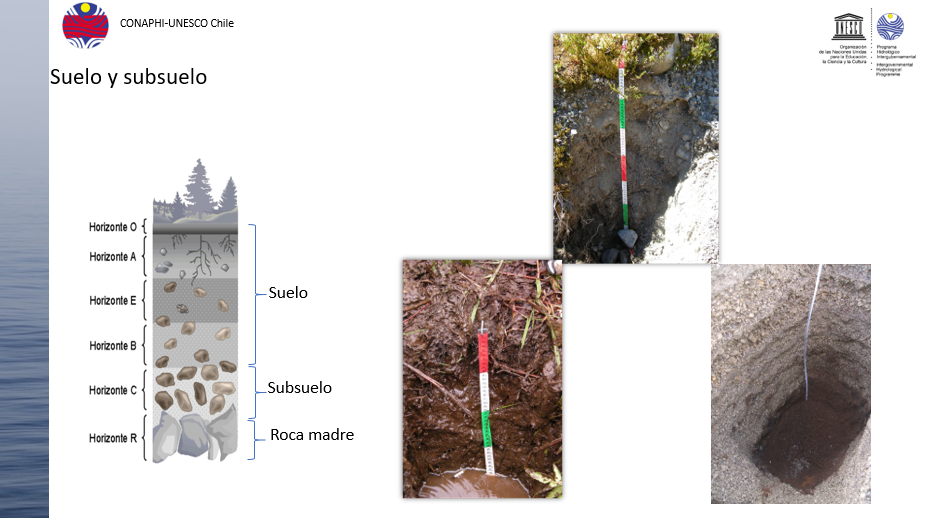 CONAPHI-UNESCO Chile
UNESCO
Organización
de las Naciones Unidas
para la Educación,
la Ciencia y la Cultura
Programa
Hidrológico
Intergubernamental
Intergovernmental
Hydrological
Programme
Suelo y subsuelo
Horizonte O
Horizonte A
Horizonte E
Horizonte B
Horizonte C
Horizonte R
Suelo
Subsuelo
Roca madre